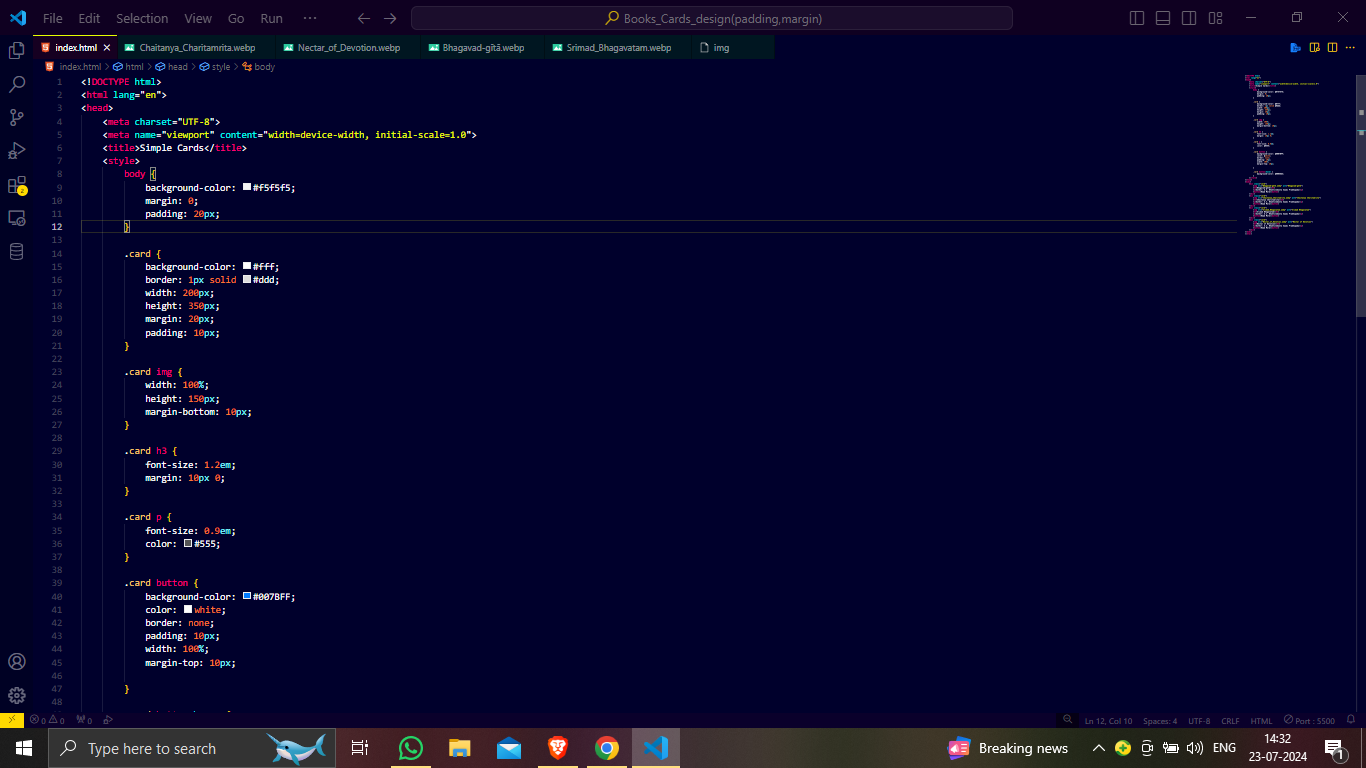 File Edit Selection View Go Run ··· Books_Cards_design(padding,margin)
index.html Chaitanya_Charitamrita.webp Nectar_of_Devotion.webp Bhagavad-gītā.webp Srimad_Bhagavatam.webp img
index.html > html > head > style > body
1 <!DOCTYPE html>
2 <html lang="en">
3 <head>
4 <meta charset="UTF-8">
5 <meta name="viewport" content="width=device-width, initial-scale=1.0">
6 <title>Simple Cards</title>
7 <style>
8 body {
9 background-color: #f5f5f5;
10 margin: 0;
11 padding: 20px;
12 }
13
14 .card {
15 background-color: #fff;
16 border: 1px solid #ddd;
17 width: 200px;
18 height: 350px;
19 margin: 20px;
20 padding: 10px;
21 }
22
23 .card img {
24 width: 100%;
25 height: 150px;
26 margin-bottom: 10px;
27 }
28
29 .card h3 {
30 font-size: 1.2em;
31 margin: 10px 0;
32 }
33
34 .card p {
35 font-size: 0.9em;
36 color: #555;
37 }
38
39 .card button {
40 background-color: #007BFF;
41 color: white;
42 border: none;
43 padding: 10px;
44 width: 100%;
45 margin-top: 10px;
46
47 }
48
0 0 0 Ln 12, Col 10 Spaces: 4 UTF-8 CRLF HTML Port : 5500
Type here to search Breaking news ENG 14:32
23-07-2024 1